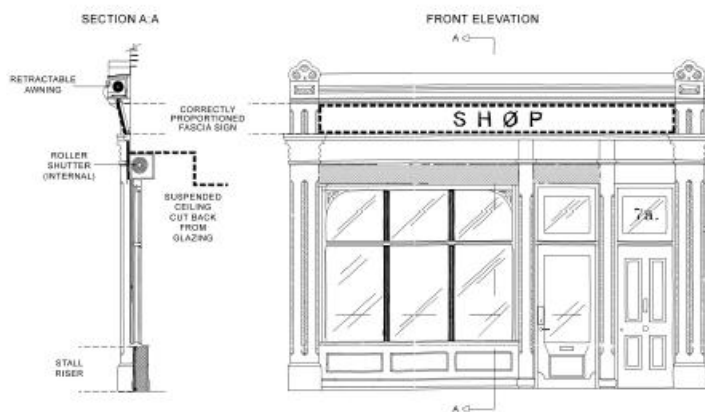 SECTION A:A
FRONT ELEVATION
A
RETRACTABLE
AWNING
CORRECTLY
PROPORTIONED
FASCIA SIGN
SHØP
ROLLER
SHUTTER
(INTERNAL)
SUSPENDED
CEILING
CUT BACK
FROM
GLAZING
7a.
STALL
RISER
A